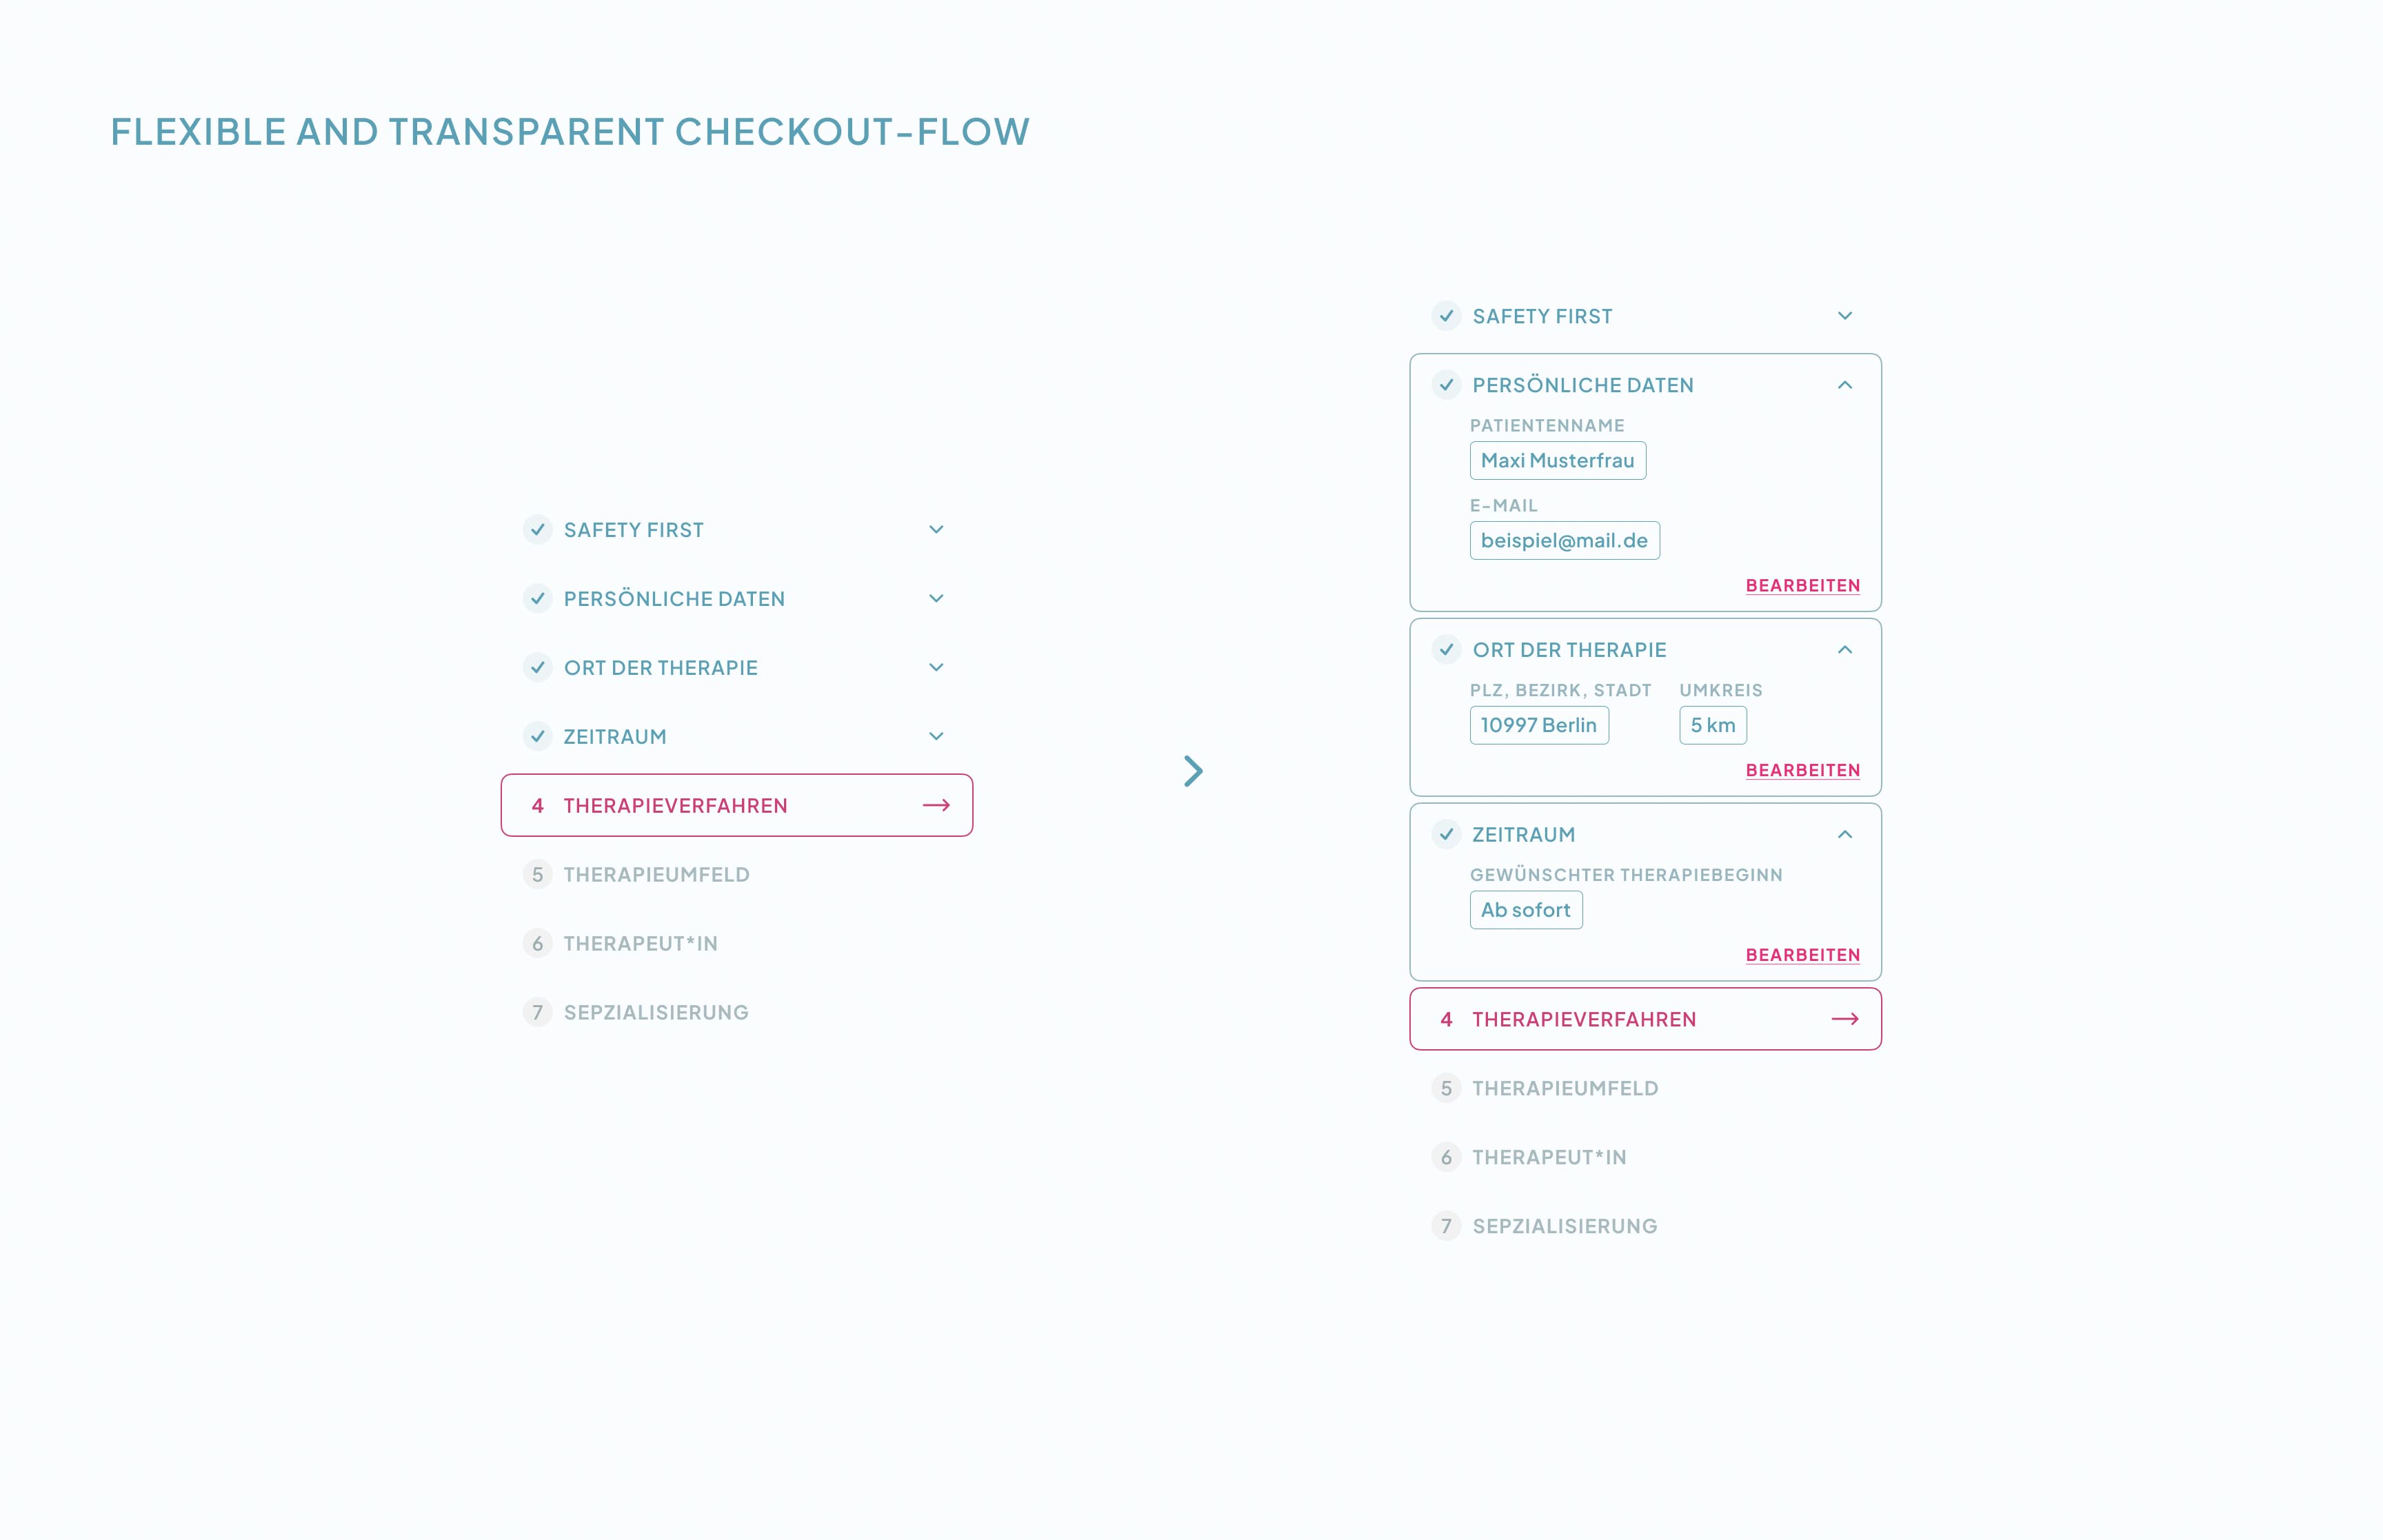 FLEXIBLE AND TRANSPARENT CHECKOUT-FLOW
SAFETY FIRST
PERSÖNLICHE DATEN
ORT DER THERAPIE
ZEITRAUM
4 THERAPIEVERFAHREN
5 THERAPIEUMFELD
6 THERAPEUT*IN
7 SEPZIALISIERUNG
SAFETY FIRST
PERSÖNLICHE DATEN
PATIENTENNAME
Maxi Musterfrau
E-MAIL
beispiel@mail.de
BEARBEITEN
ORT DER THERAPIE
PLZ, BEZIRK, STADT UMKREIS
10997 Berlin 5 km
BEARBEITEN
ZEITRAUM
GEWÜNSCHTER THERAPIEBEGINN
Ab sofort
BEARBEITEN
4 THERAPIEVERFAHREN
5 THERAPIEUMFELD
6 THERAPEUT*IN
7 SEPZIALISIERUNG